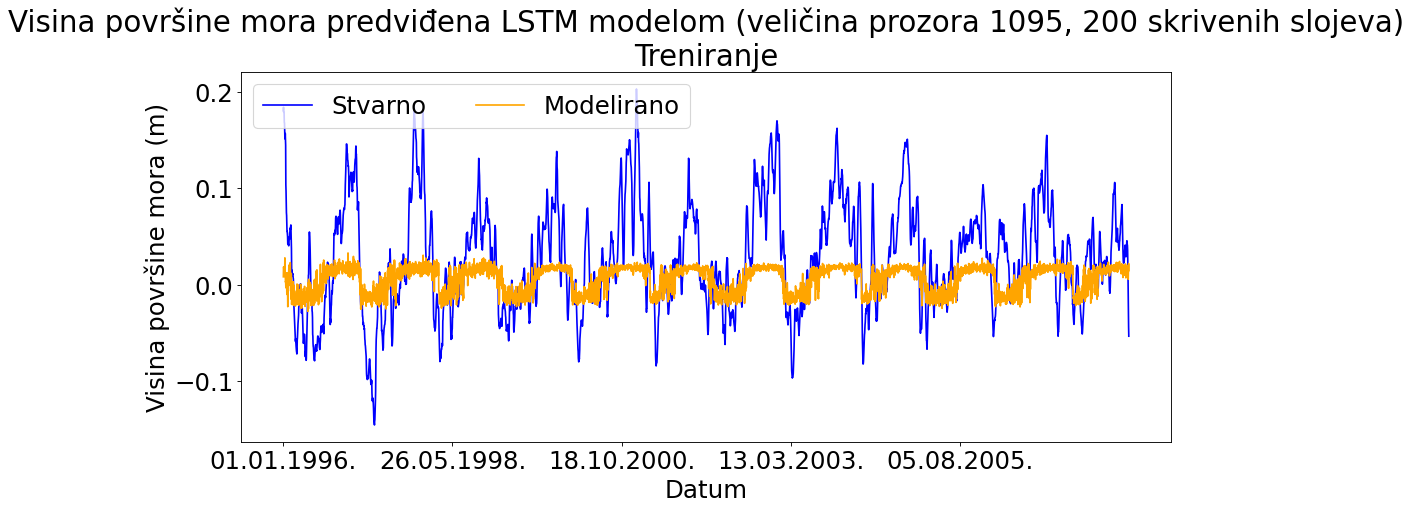 Visina površine mora predviđena LSTM modelom (veličina prozora 1095, 200 skrivenih slojeva)
Treniranje
Stvarno Modelirano
Visina površine mora (m)
0.2
0.1
0.0
−0.1
01.01.1996. 26.05.1998. 18.10.2000. 13.03.2003. 05.08.2005.
Datum